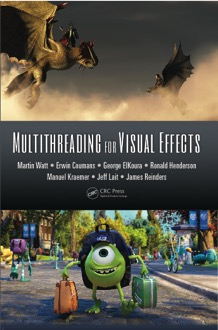 MULTITHREADING FOR VISUAL EFFECTS
Martin Watt • Erwin Coumans • George ElKoura • Ronald Henderson
Manuel Kraemer • Jeff Lait • James Reinders
CRC Press